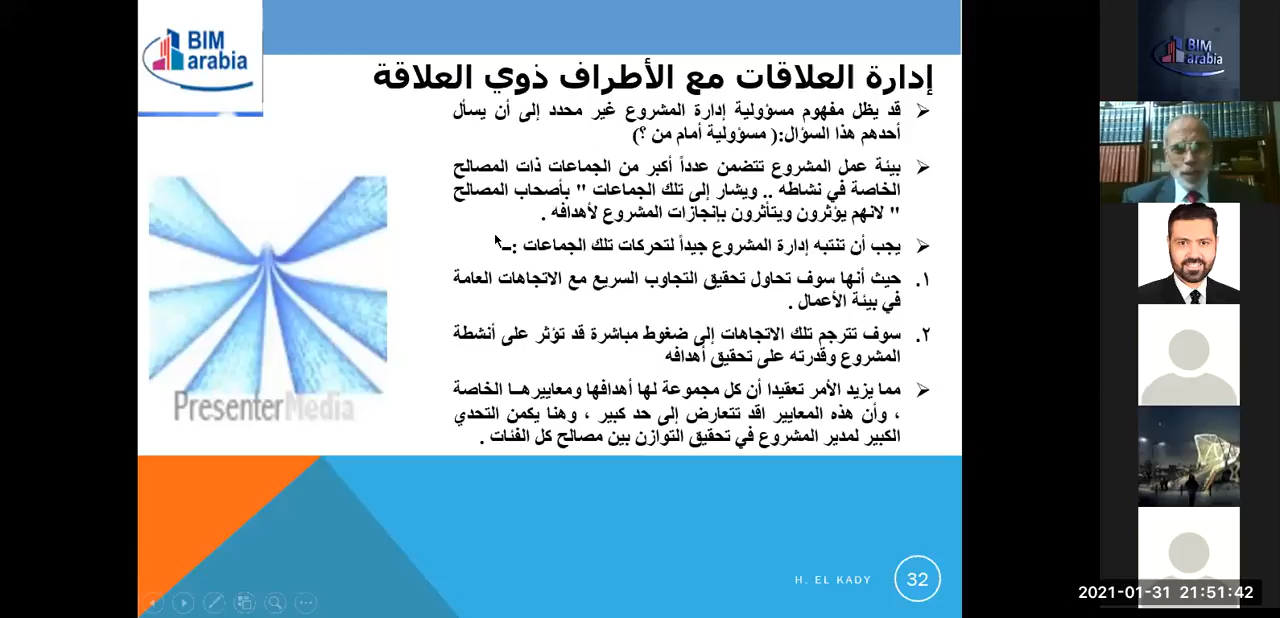 BIM
arabia
إدارة العلاقات مع الأطراف ذوي العلاقة
قد يظل مفهوم مسؤولية إدارة المشروع غير محدد إلى أن يسأل
أحدهم هذا السؤال:( مسؤولية أمام من ؟)
بيئة عمل المشروع تتضمن عدداً أكبر من الجماعات ذات المصالح
الخاصة في نشاطه .. ويشار إلى تلك الجماعات " بأصحاب المصالح
" لانهم يؤثرون ويتأثرون بإنجازات المشروع لأهدافه .
يجب أن تنتبه إدارة المشروع جيداً لتحركات تلك الجماعات :ــ
١. حيث أنها سوف تحاول تحقيق التجاوب السريع مع الاتجاهات العامة
في بيئة الأعمال .
٢. سوف تترجم تلك الاتجاهات إلى ضغوط مباشرة قد تؤثر على أنشطة
المشروع وقدرته على تحقيق أهدافه
مما يزيد الأمر تعقيدا أن كل مجموعة لها أهدافها ومعاييرهــا الخاصة
، وأن هذه المعايير اقد تتعارض إلى حد كبير ، وهنا يكمن التحدي
الكبير لمدير المشروع في تحقيق التوازن بين مصالح كل الفئات .
PresenterMedia
H. EL KADY
32
BIM
arabia
2021-01-31 21:51:42